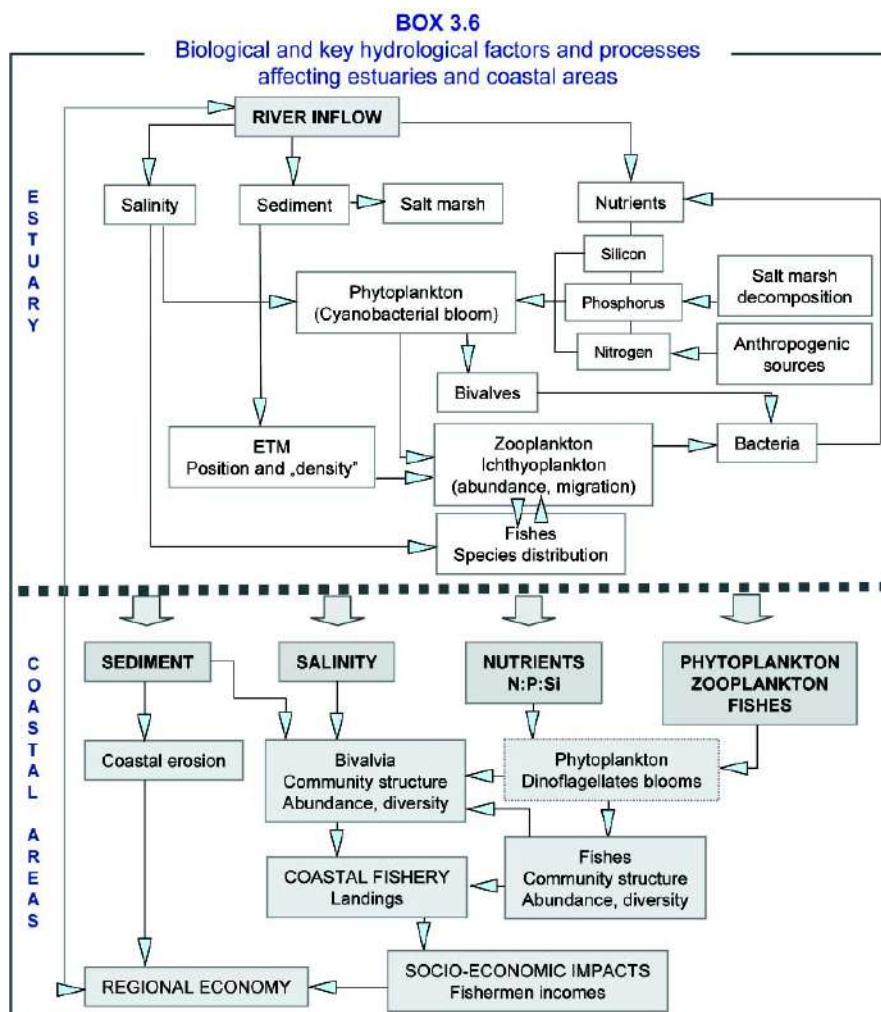 BOX 3.6
Biological and key hydrological factors and processes
affecting estuaries and coastal areas
ESTUARY
RIVER INFLOW
Salinity
Sediment
Salt marsh
Nutrients
Silicon
Phosphorus
Nitrogen
Salt marsh
decomposition
Anthropogenic
sources
Phytoplankton
(Cyanobacterial bloom)
Bivalves
Bacteria
ETM
Position and „density”
Zooplankton
Ichthyoplankton
(abundance, migration)
Fishes
Species distribution
COASTAL AREAS
SEDIMENT
SALINITY
NUTRIENTS
N:P:Si
PHYTOPLANKTON
ZOOPLANKTON
FISHES
Coastal erosion
Bivalvia
Community structure
Abundance, diversity
Phytoplankton
Dinoflagellates blooms
Fishes
Community structure
Abundance, diversity
COASTAL FISHERY
Landings
REGIONAL ECONOMY
SOCIO-ECONOMIC IMPACTS
Fishermen incomes